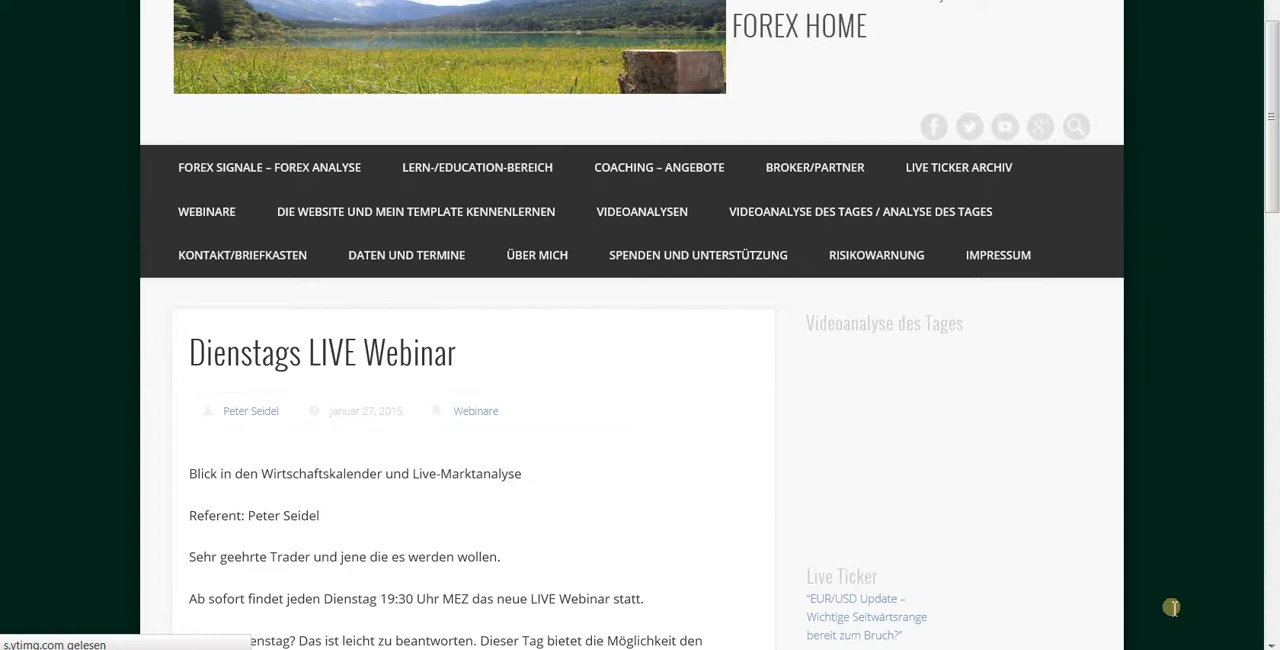 FOREX HOME
FOREX SIGNALE – FOREX ANALYSE LERN-/EDUCATION-BEREICH COACHING – ANGEBOTE BROKER/PARTNER LIVE TICKER ARCHIV
WEBINARE DIE WEBSITE UND MEIN TEMPLATE KENNENLERNEN VIDEOANALYSEN VIDEOANALYSE DES TAGES / ANALYSE DES TAGES
KONTAKT/BRIEFKASTEN DATEN UND TERMINE ÜBER MICH SPENDEN UND UNTERSTÜTZUNG RISIKOWARNUNG IMPRESSUM
Dienstags LIVE Webinar
Peter Seidel Januar 27, 2015 Webinare
Blick in den Wirtschaftskalender und Live-Marktanalyse
Referent: Peter Seidel
Sehr geehrte Trader und jene die es werden wollen.
Ab sofort findet jeden Dienstag 19:30 Uhr MEZ das neue LIVE Webinar statt.
enstag? Das ist leicht zu beantworten. Dieser Tag bietet die Möglichkeit den
Videoanalyse des Tages
Live Ticker
“EUR/USD Update –
Wichtige Seitwärtsrange
bereit zum Bruch?”
s.ytimg.com gelesen